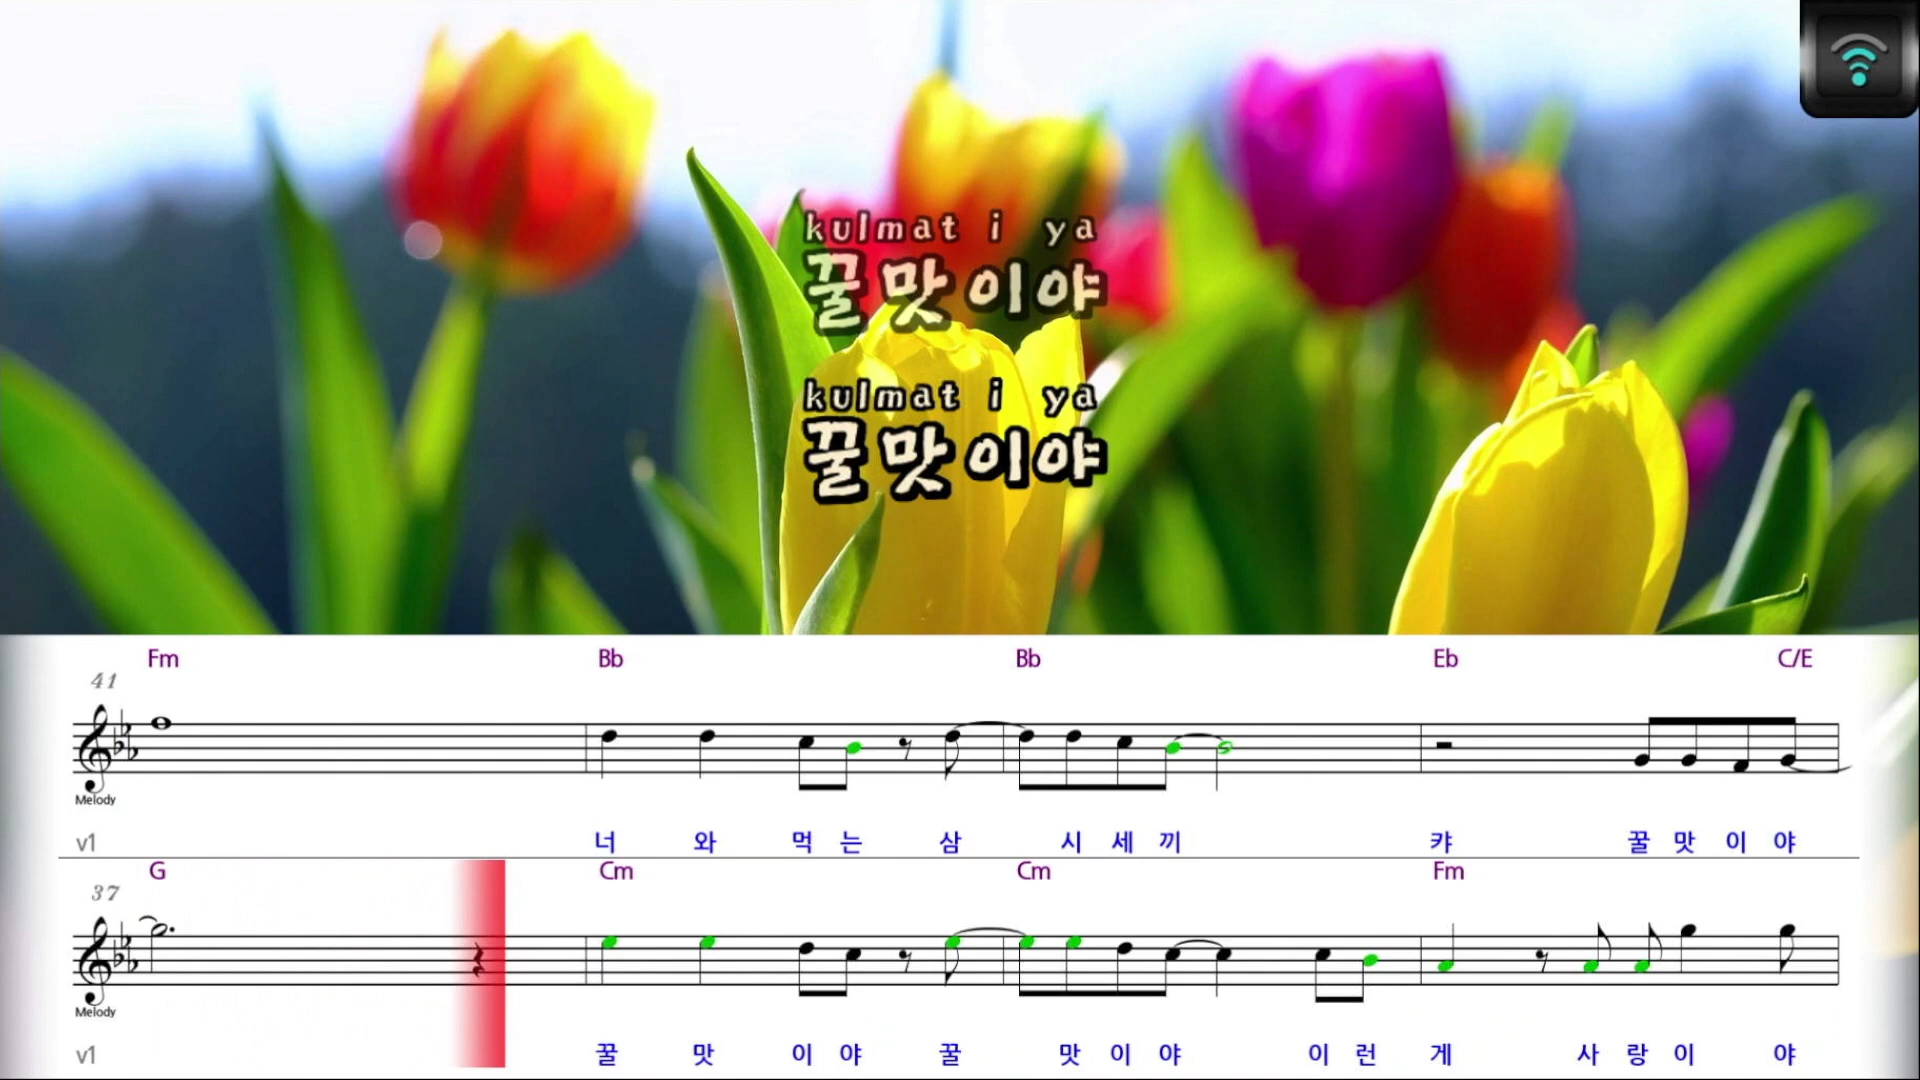 kulmat i ya
꿀맛이야
kulmat i ya
꿀맛이야
Fm Bb Bb Eb C/E
41
Melody
v1 너 와 먹 는 삼 시 세 끼 캬 꿀 맛 이 야
G Cm Cm Fm
37
Melody
v1 꿀 맛 이 야 꿀 맛 이 야 이 런 게 사 랑 이 야